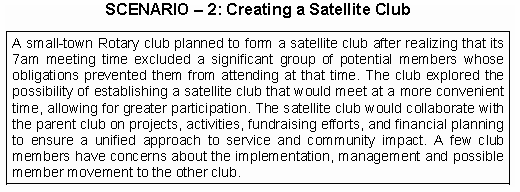 SCENARIO – 2: Creating a Satellite Club
A small-town Rotary club planned to form a satellite club after realizing that its
7am meeting time excluded a significant group of potential members whose
obligations prevented them from attending at that time. The club explored the
possibility of establishing a satellite club that would meet at a more convenient
time, allowing for greater participation. The satellite club would collaborate with
the parent club on projects, activities, fundraising efforts, and financial planning
to ensure a unified approach to service and community impact. A few club
members have concerns about the implementation, management and possible
member movement to the other club.